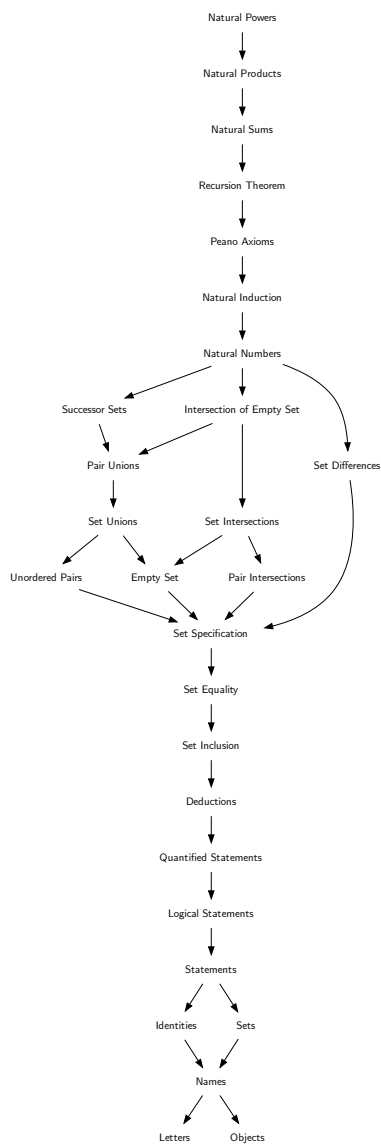 Natural Powers
Natural Products
Natural Sums
Recursion Theorem
Peano Axioms
Natural Induction
Natural Numbers
Successor Sets
Intersection of Empty Set
Pair Unions
Set Differences
Set Unions
Set Intersections
Unordered Pairs
Empty Set
Pair Intersections
Set Specification
Set Equality
Set Inclusion
Deductions
Quantified Statements
Logical Statements
Statements
Identities
Sets
Names
Letters
Objects